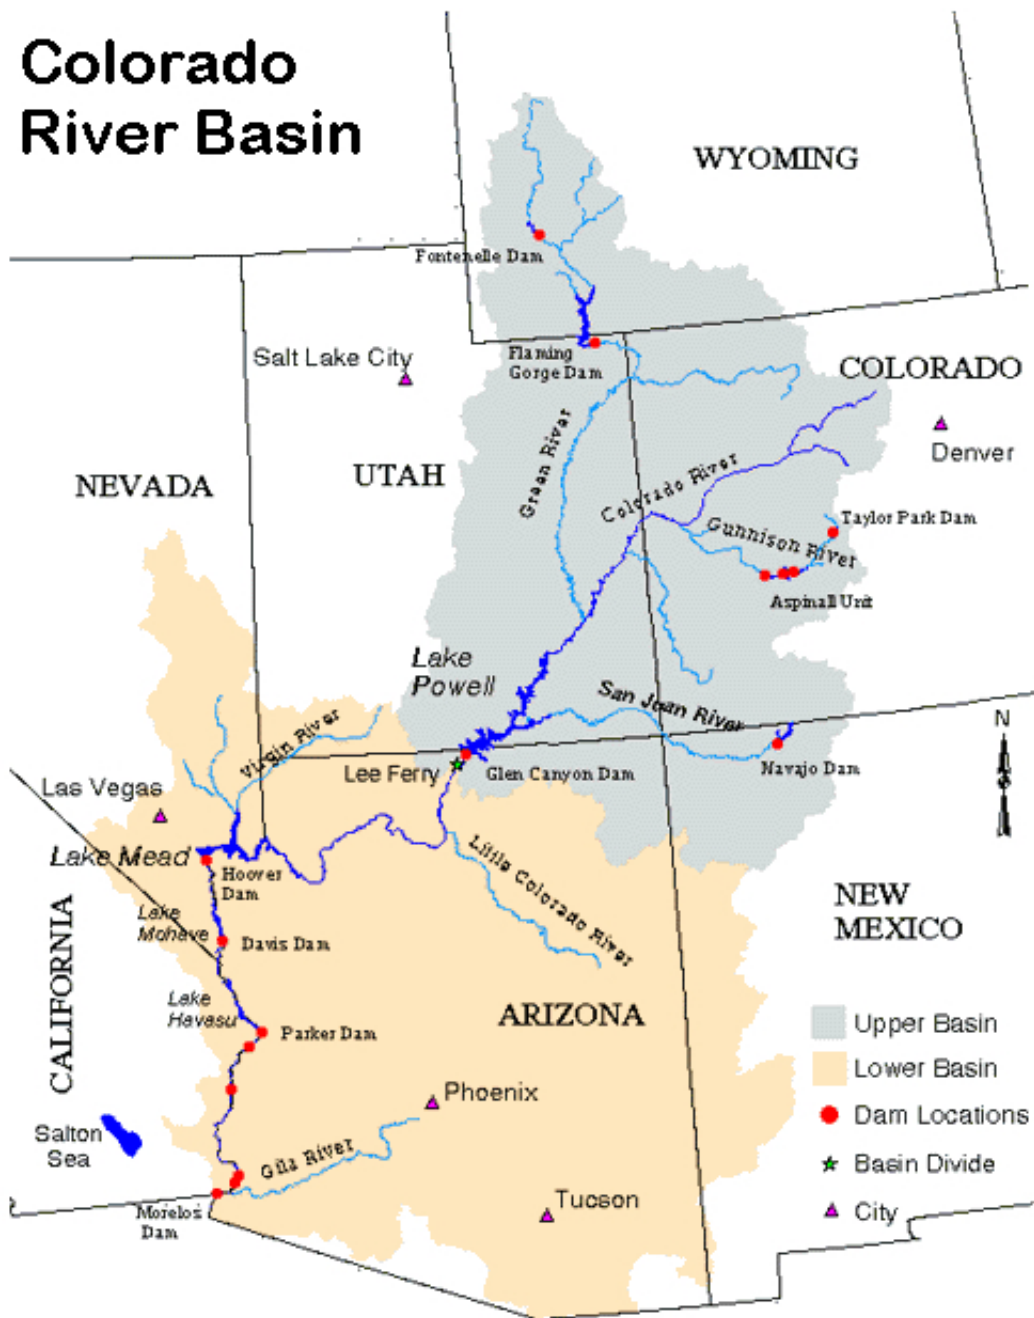 Colorado
River Basin
WYOMING
Fontenelle Dam
Salt Lake City
Flaming
Gorge Dam
COLORADO
Denver
NEVADA
UTAH
Green River
Colorado River
Gunnison River
Taylor Park Dam
Aspinall Unit
Lake
Powell
San Juan River
N
Virgin River
Lee Ferry
Glen Canyon Dam
Navajo Dam
Las Vegas
Lake Mead
Hoover
Dam
Little Colorado River
NEW
MEXICO
CALIFORNIA
Lake
Mohave
Davis Dam
Lake
Havasu
Parker Dam
ARIZONA
Upper Basin
Lower Basin
Dam Locations
Basin Divide
City
Phoenix
Salton
Sea
Gila River
Morelos
Dam
Tucson